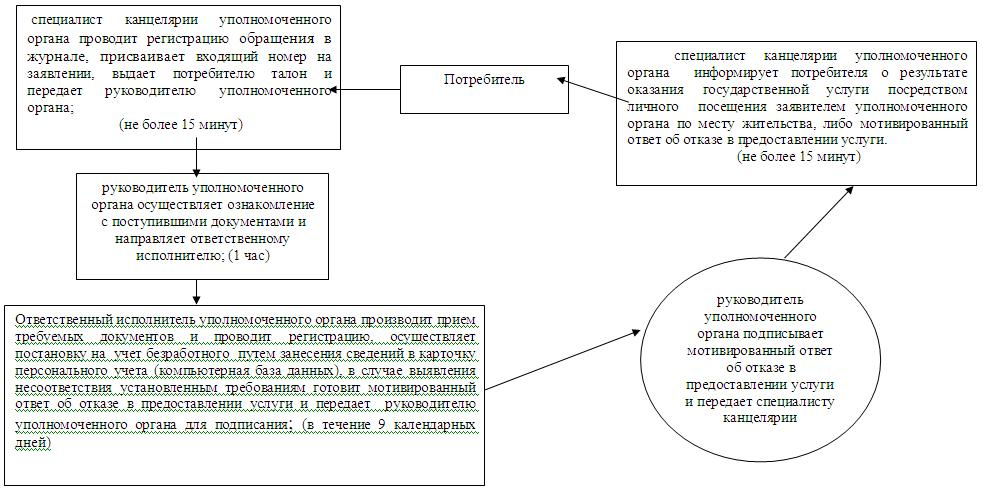 специалист канцелярии уполномоченного
органа проводит регистрацию обращения в
журнале, присваивает входящий номер на
заявлении, выдает потребителю талон и
передает руководителю уполномоченного
органа;
(не более 15 минут)
Потребитель
специалист канцелярии уполномоченного
органа информирует потребителя о результате
оказания государственной услуги посредством
личного посещения заявителем уполномоченного
органа по месту жительства, либо мотивированный
ответ об отказе в предоставлении услуги.
(не более 15 минут)
руководитель уполномоченного
органа осуществляет ознакомление
с поступившими документами и
направляет ответственному
исполнителю; (1 час)
Ответственный исполнитель уполномоченного органа производит прием
требуемых документов и проводит регистрацию, осуществляет
постановку на учет безработного путем занесения сведений в карточку
персонального учета (компьютерная база данных), в случае выявления
несоответствия установленным требованиям готовит мотивированный
ответ об отказе в предоставлении услуги и передает руководителю
уполномоченного органа для подписания; (в течение 9 календарных
дней)
руководитель
уполномоченного
органа подписывает
мотивированный ответ
об отказе в
предоставлении услуги
и передает специалисту
канцелярии